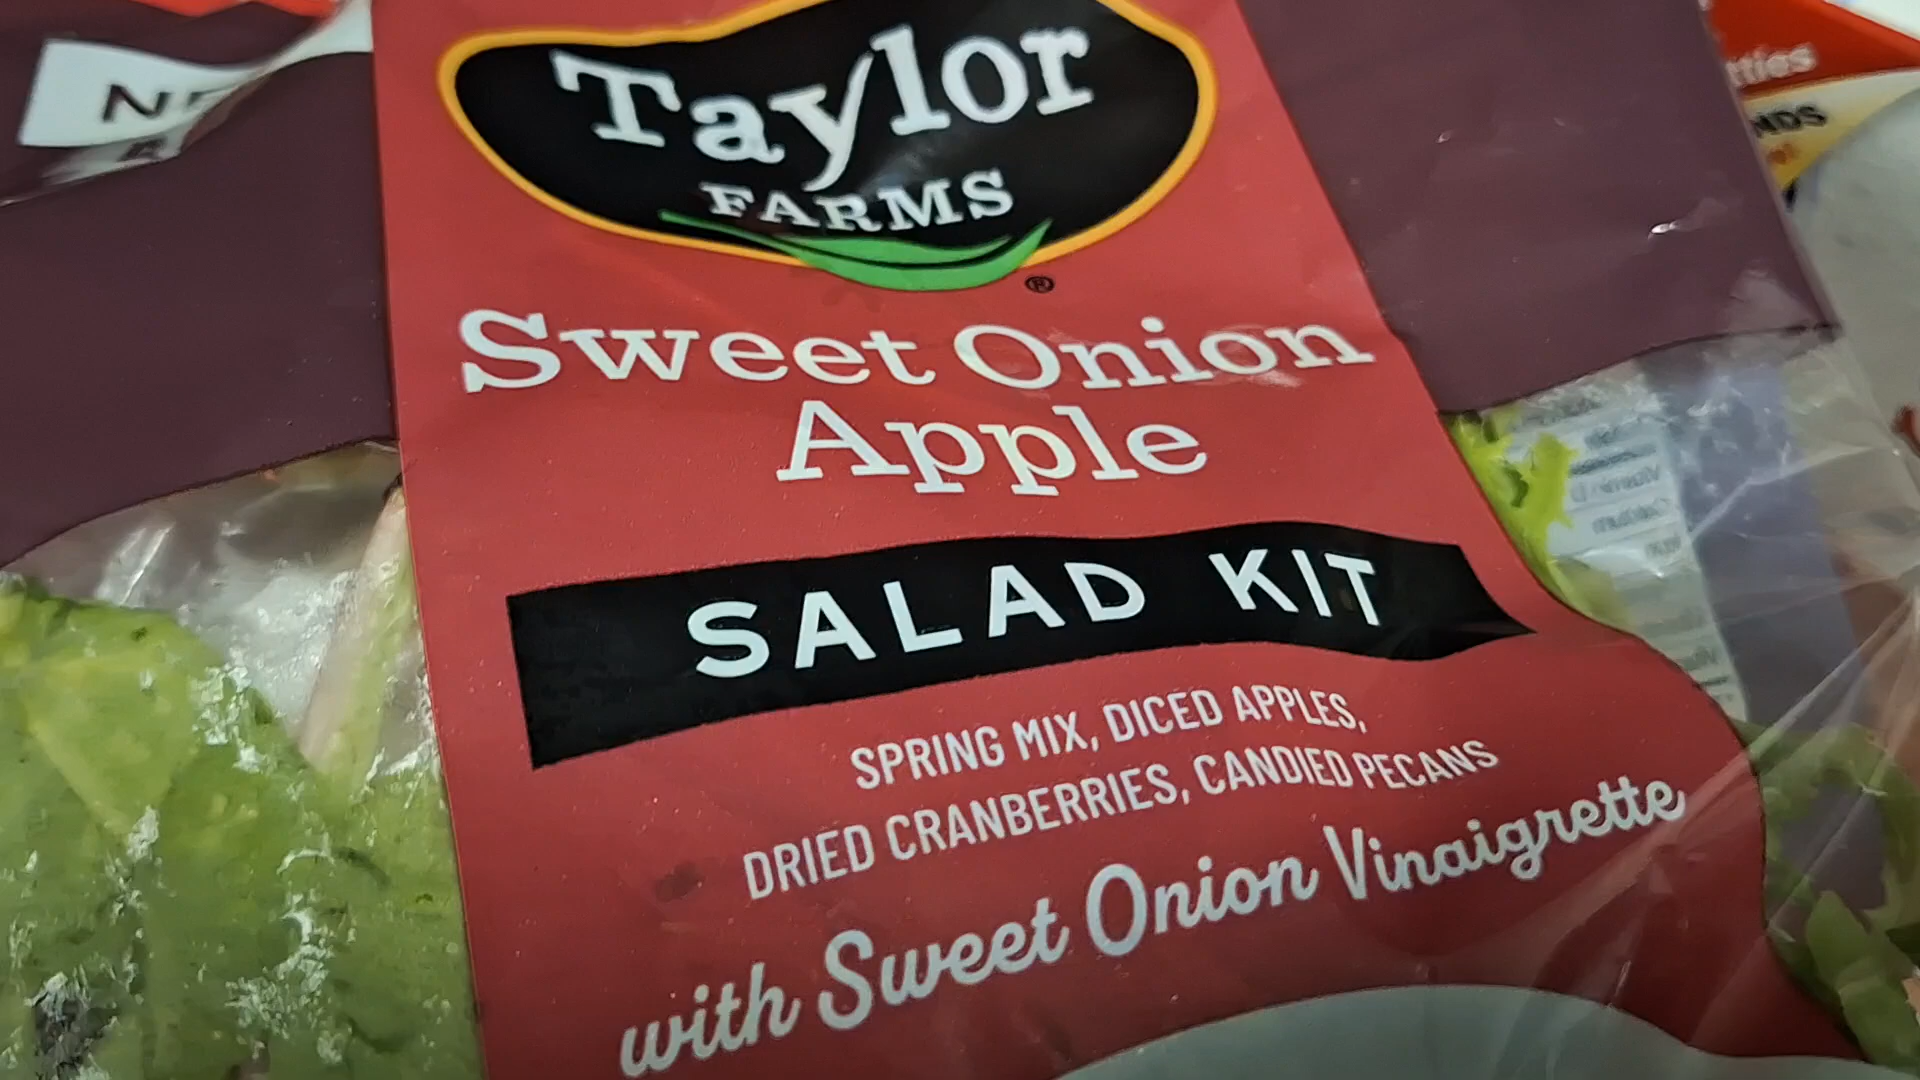 Taylor
FARMS
®
Sweet Onion
Apple
SALAD KIT
SPRING MIX, DICED APPLES,
DRIED CRANBERRIES, CANDIED PECANS
with Sweet Onion Vinaigrette